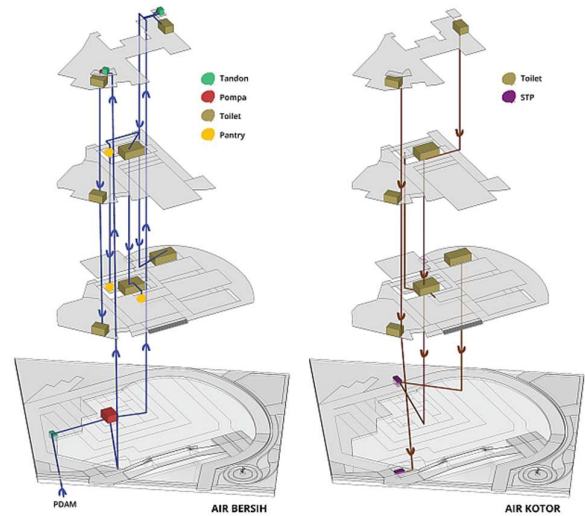 Tandon
Pompa
Toilet
Pantry
PDAM
AIR BERSIH
Toilet
STP
AIR KOTOR